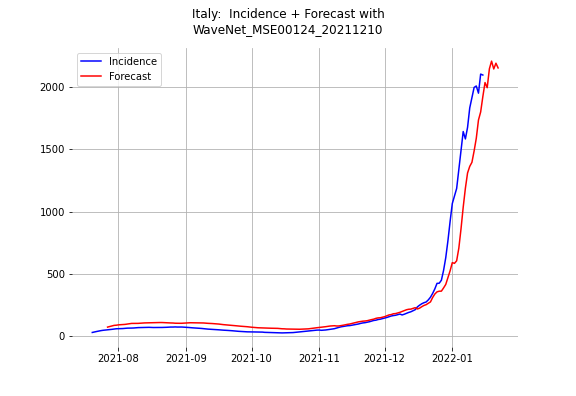 Italy:  Incidence + Forecast with
WaveNet_MSE00124_20211210
Incidence
Forecast
2000
1500
1000
500
0
2021-08 2021-09 2021-10 2021-11 2021-12 2022-01